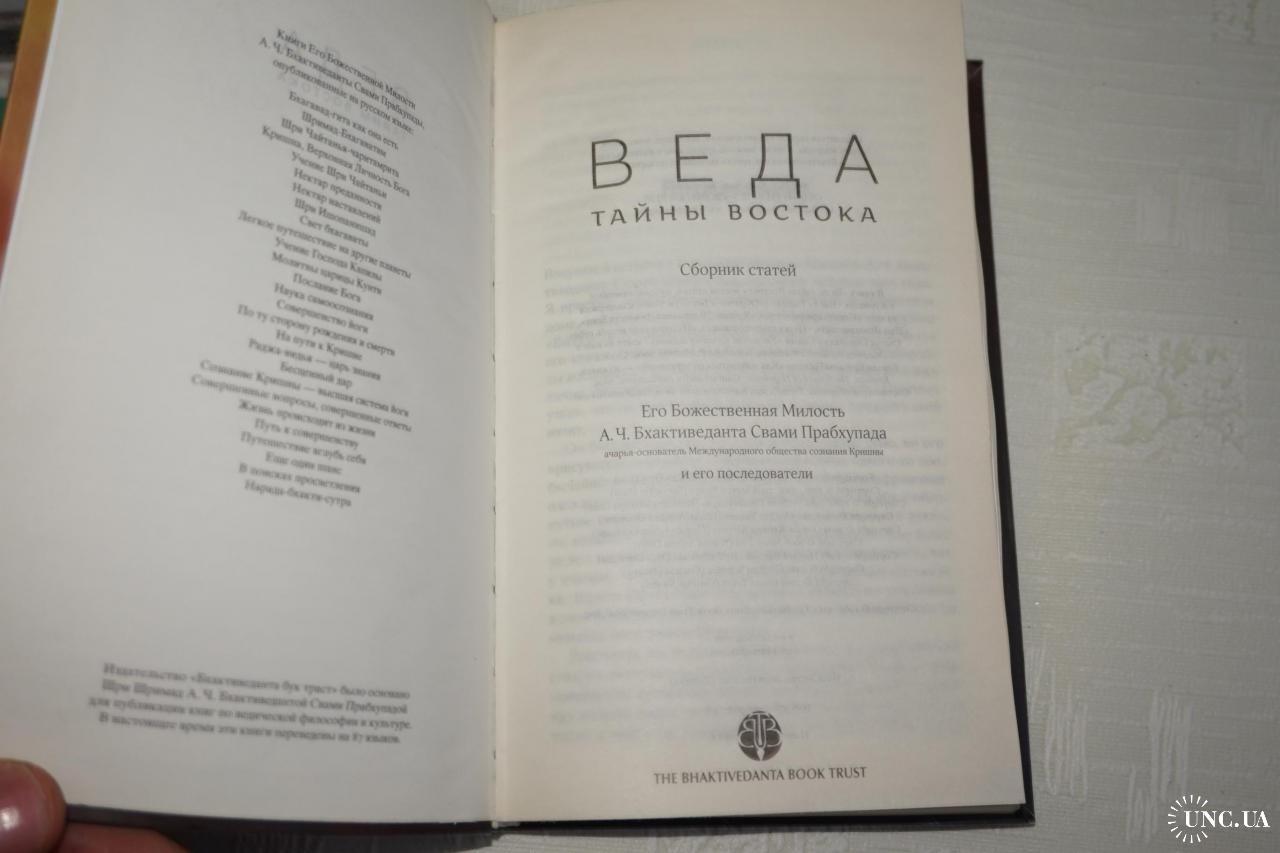 Книги Его Божественной Милости
А. Ч. Бхактиведанты Свами Прабхупады,
опубликованные на русском языке:
Бхагавад-гита как она есть
Шримад-Бхагаватам
Шри Чайтанья-чаритамрита
Кришна, Верховная Личность Бога
Учение Шри Чайтаньи
Нектар преданности
Нектар наставлений
Шри Ишопанишад
Свет бхагаваты
Легкое путешествие на другие планеты
Учение Господа Капилы
Молитвы царицы Кунти
Послание Бога
Наука самоосознания
Совершенство йоги
По ту сторону рождения и смерти
На пути к Кришне
Раджа-видья — царь знания
Бесценный дар
Сознание Кришны — высшая система йоги
Совершенные вопросы, совершенные ответы
Жизнь происходит из жизни
Путь к совершенству
Путешествие вглубь себя
Еще один шанс
В поисках просветления
Нарада-бхакти-сутра
Издательство «Бхактиведанта бук траст» было основано
Шри Шримад А. Ч. Бхактиведантой Свами Прабхупадой
для публикации книг по ведической философии и культуре.
В настоящее время эти книги переведены на 87 языков.
ВЕДА
ТАЙНЫ ВОСТОКА
Сборник статей
Его Божественная Милость
А. Ч. Бхактиведанта Свами Прабхупада
ачарья-основатель Международного общества сознания Кришны
и его последователи
BBT
THE BHAKTIVEDANTA BOOK TRUST
UNC.UA